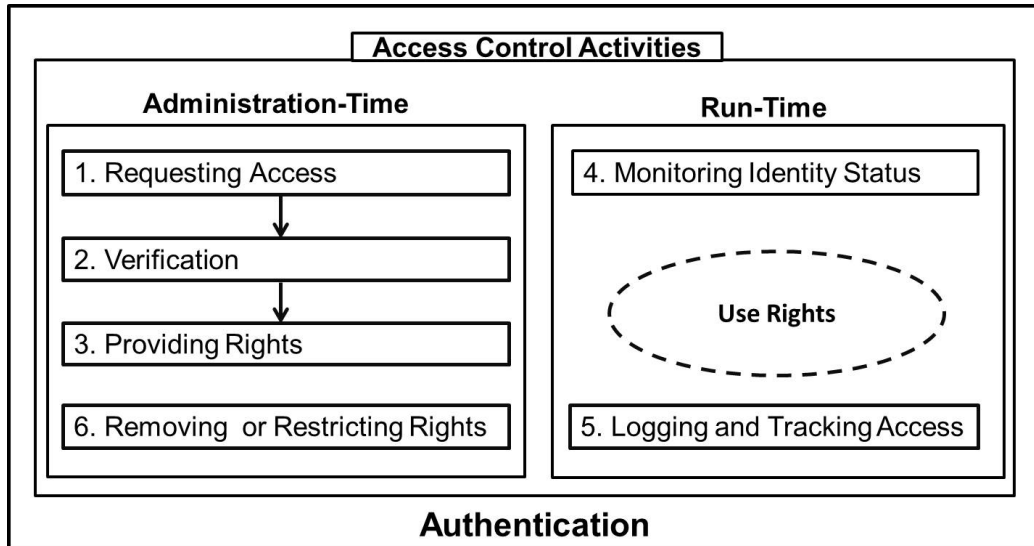 Access Control Activities
Administration-Time
1. Requesting Access
2. Verification
3. Providing Rights
6. Removing or Restricting Rights
Run-Time
4. Monitoring Identity Status
Use Rights
5. Logging and Tracking Access
Authentication